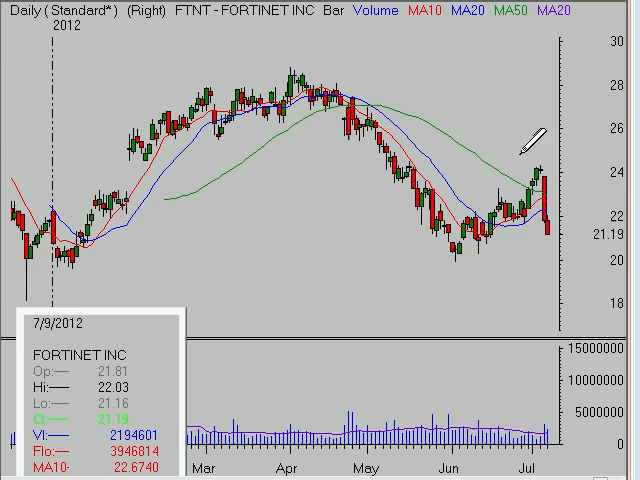 Daily ( Standard*) (Right) FTNT - FORTINET INC Bar Volume MA10 MA20 MA50 MA20
2012
30
28
26
24
22
21.19
20
18
7/9/2012
FORTINET INC
Op:— 21.81
Hi:— 22.03
Lo:— 21.16
Cl:— 21.19
Vl:— 2194601
Flo:— 3946814
MA10- 22.6740
15000000
10000000
5000000
0
Mar Apr May Jun Jul